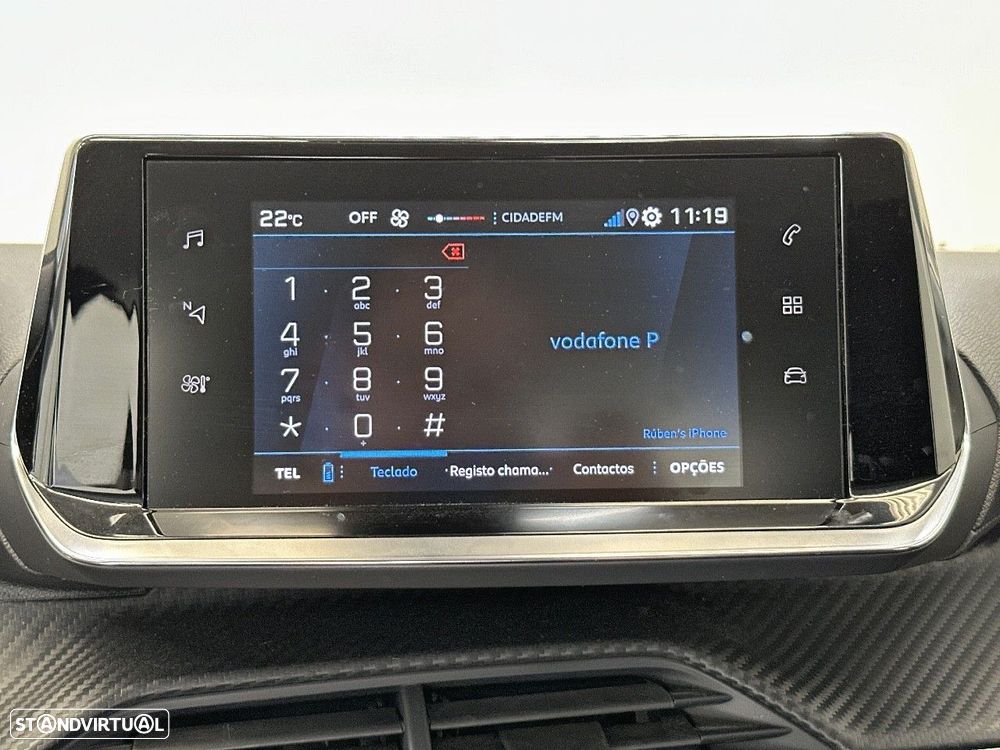 22°C OFF CIDADEFM 11:19
N
1 2 3
abc def
4 5 6
ghi jkl mno
vodafone P
7 8 9
pqrs tuv wxyz
* 0 #
+
Rúben's iPhone
TEL Teclado Registo chama... Contactos OPÇÕES
STANDVIRTUAL